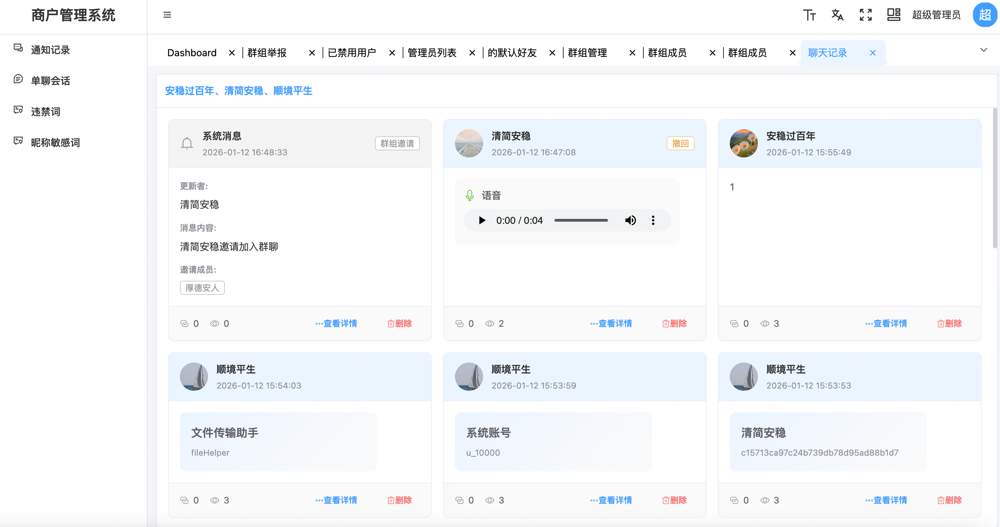 商户管理系统
超级管理员
超
通知记录
单聊会话
违禁词
昵称敏感词
Dashboard
群组举报
已禁用用户
管理员列表
的默认好友
群组管理
群组成员
群组成员
聊天记录
安稳过百年、清简安稳、顺境平生
系统消息
2026-01-12 16:48:33
群组邀请
更新者:
清简安稳
消息内容:
清简安稳邀请加入群聊
邀请成员:
厚德安人
0 0 查看详情 删除
清简安稳
2026-01-12 16:47:08
撤回
语音
0:00 / 0:04
0 2 查看详情 删除
安稳过百年
2026-01-12 15:55:49
1
0 3 查看详情 删除
顺境平生
2026-01-12 15:54:03
文件传输助手
fileHelper
0 3 查看详情 删除
顺境平生
2026-01-12 15:53:59
系统账号
u_10000
0 3 查看详情 删除
顺境平生
2026-01-12 15:53:53
清简安稳
c15713ca97c24b739db78d95ad88b1d7
0 3 查看详情 删除